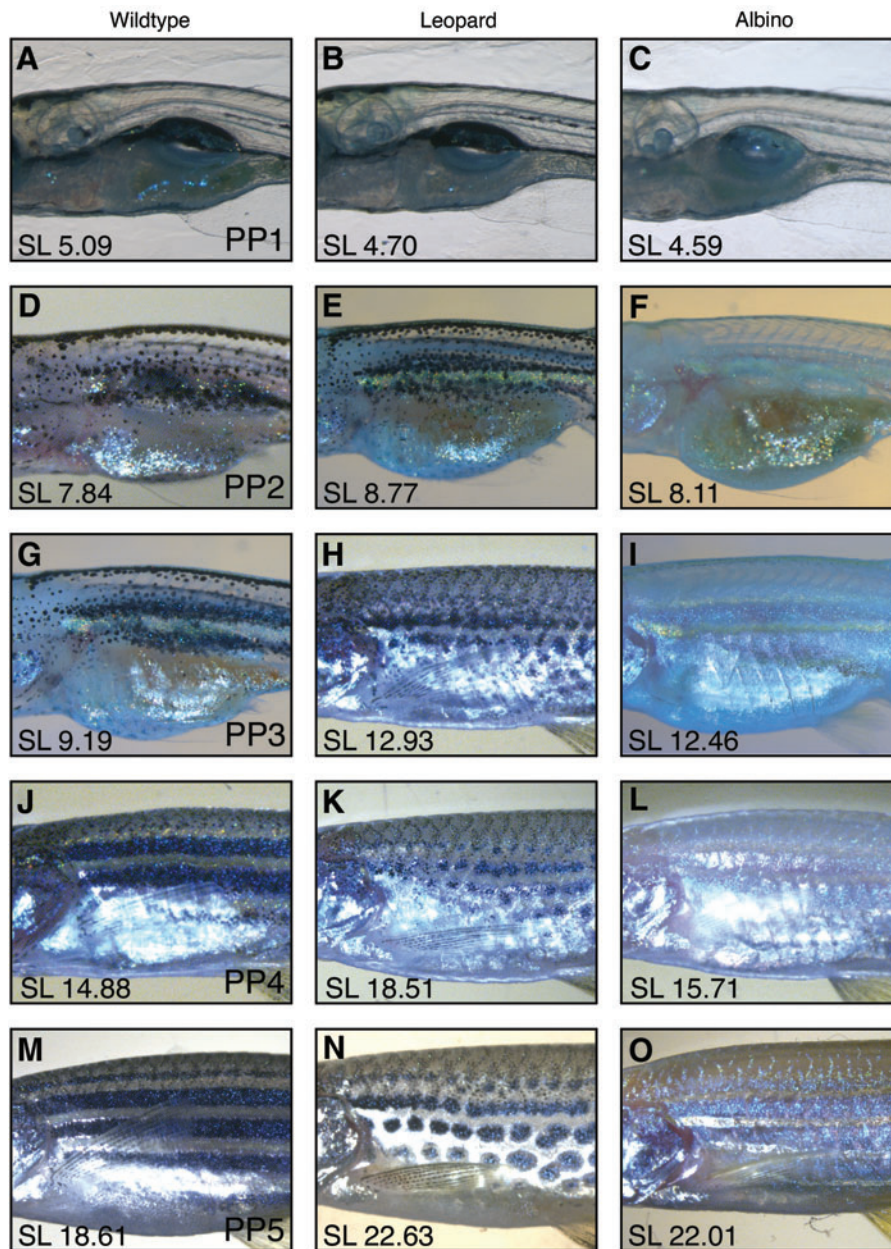 Wildtype Leopard Albino
A B C
SL 5.09 PP1 SL 4.70 SL 4.59
D E F
SL 7.84 PP2 SL 8.77 SL 8.11
G H I
SL 9.19 PP3 SL 12.93 SL 12.46
J K L
SL 14.88 PP4 SL 18.51 SL 15.71
M N O
SL 18.61 PP5 SL 22.63 SL 22.01